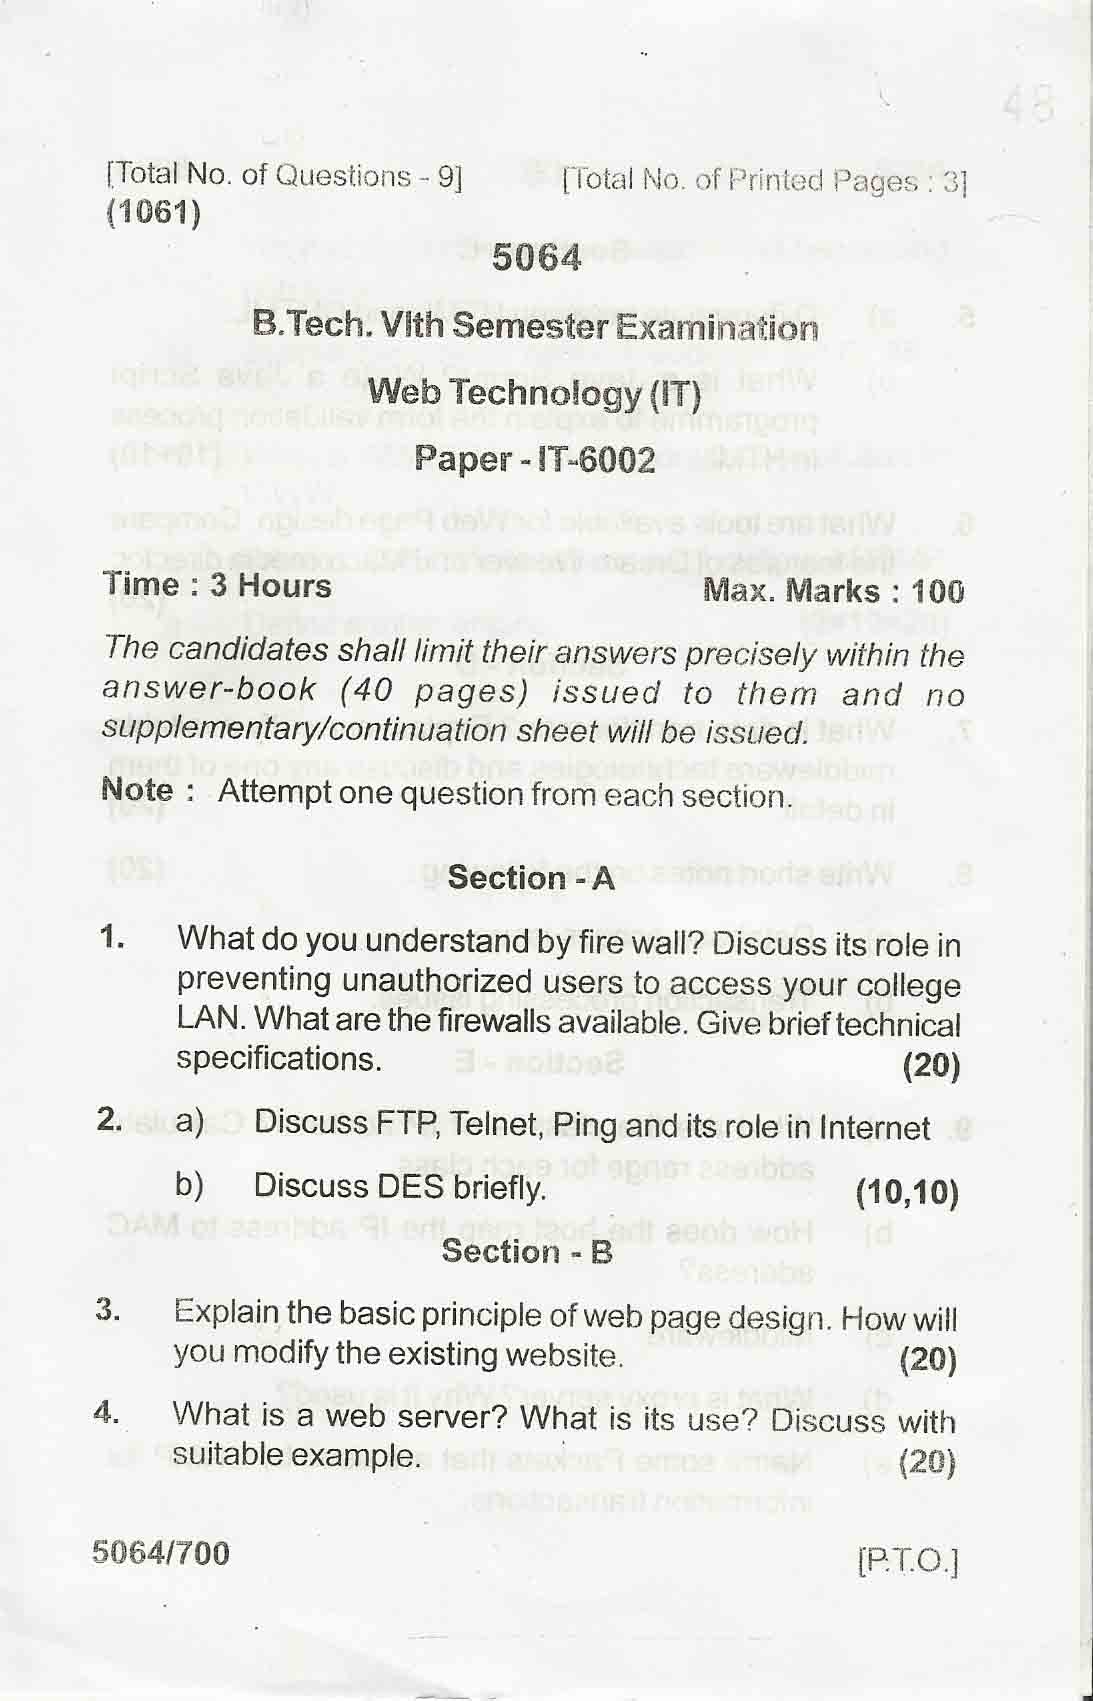 48
[Total No. of Questions - 9] [Total No. of Printed Pages : 3]
(1061)
5064
B.Tech. VIth Semester Examination
Web Technology (IT)
Paper - IT-6002
Time : 3 Hours Max. Marks : 100
The candidates shall limit their answers precisely within the
answer-book (40 pages) issued to them and no
supplementary/continuation sheet will be issued.
Note : Attempt one question from each section.
Section - A
1. What do you understand by fire wall? Discuss its role in
preventing unauthorized users to access your college
LAN. What are the firewalls available. Give brief technical
specifications. (20)
2. a) Discuss FTP, Telnet, Ping and its role in Internet
b) Discuss DES briefly. (10,10)
Section - B
3. Explain the basic principle of web page design. How will
you modify the existing website. (20)
4. What is a web server? What is its use? Discuss with
suitable example. (20)
5064/700 [P.T.O.]